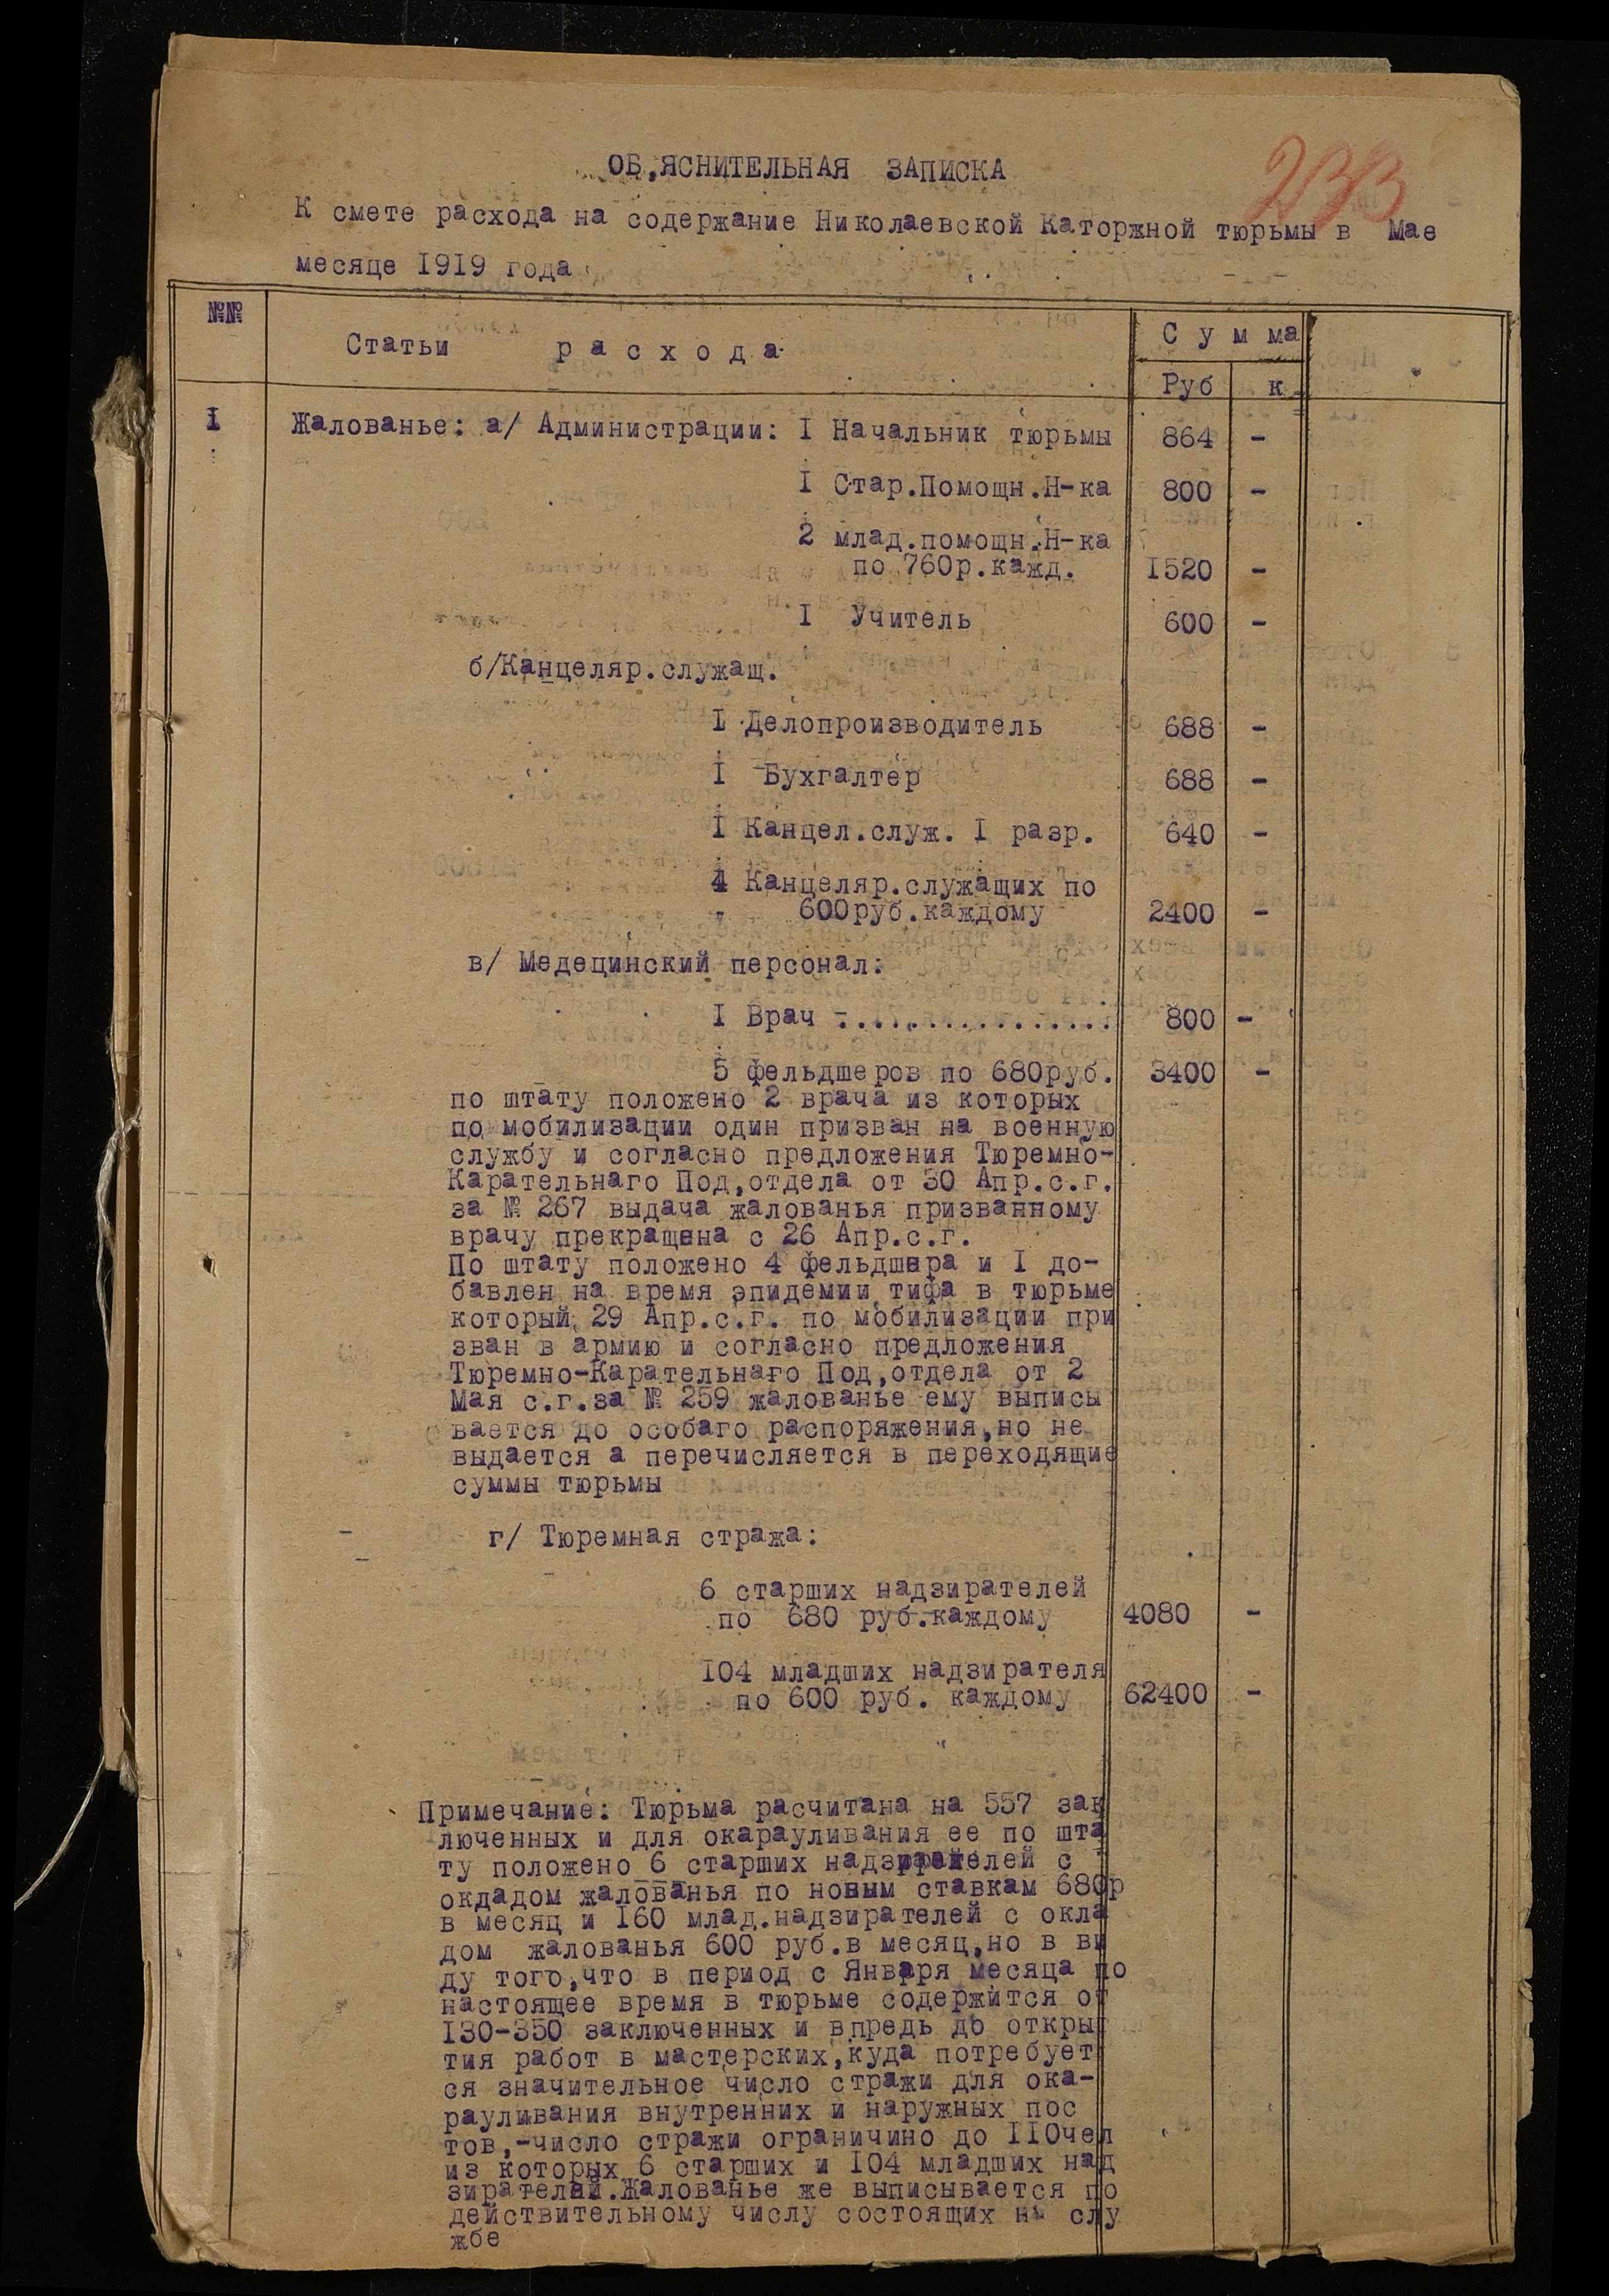 233
ОБ,ЯСНИТЕЛЬНАЯ ЗАПИСКА
К смете расхода на содержание Николаевской Каторжной тюрьмы в Мае
месяце 1919 года
№№ Статьи расхода Сумма
Руб к
1 Жалованье: а/ Администрации: I Начальник тюрьмы 864 -
I Стар.Помощн.Н-ка 800 -
2 млад.помощн.Н-ка
по 760р.кажд. 1520 -
I Учитель 600 -
б/Канцеляр.служащ.
I Делопроизводитель 688 -
I Бухгалтер 688 -
I Канцел.служ. I разр. 640 -
4 Канцеляр.служащих по
600руб.каждому 2400 -
в/ Медецинский персонал:
I Врач ................. 800 -
5 фельдшеров по 680руб. 3400 -
по штату положено 2 врача из которых
по мобилизации один призван на военную
службу и согласно предложения Тюремно-
Карательнаго Под,отдела от 30 Апр.с.г.
за № 267 выдача жалованья призванному
врачу прекращена с 26 Апр.с.г.
По штату положено 4 фельдшера и I до-
бавлен на время эпидемии тифа в тюрьме
который 29 Апр.с.г. по мобилизации при
зван в армию и согласно предложения
Тюремно-Карательнаго Под,отдела от 2
Мая с.г.за № 259 жалованье ему выписы
вается до особаго распоряжения,но не
выдается а перечисляется в переходящие
суммы тюрьмы
г/ Тюремная стража:
6 старших надзирателей
по 680 руб.каждому 4080 -
104 младших надзирателя
по 600 руб. каждому 62400 -
Примечание: Тюрьма расчитана на 557 зак
люченных и для окарауливания ее по шта
ту положено 6 старших надзирателей с
окдадом жалованья по новым ставкам 680р
в месяц и 160 млад.надзирателей с окла
дом жалованья 600 руб.в месяц,но в ви
ду того,что в период с Января месяца по
настоящее время в тюрьме содержится от
130-350 заключенных и впредь до откры
тия работ в мастерских,куда потребует
ся значительное число стражи для ока-
рауливания внутренних и наружных пос
тов,-число стражи ограничино до 110чел
из которых 6 старших и 104 младших над
зирателей.Жалованье же выписывается по
действительному числу состоящих на слу
жбе